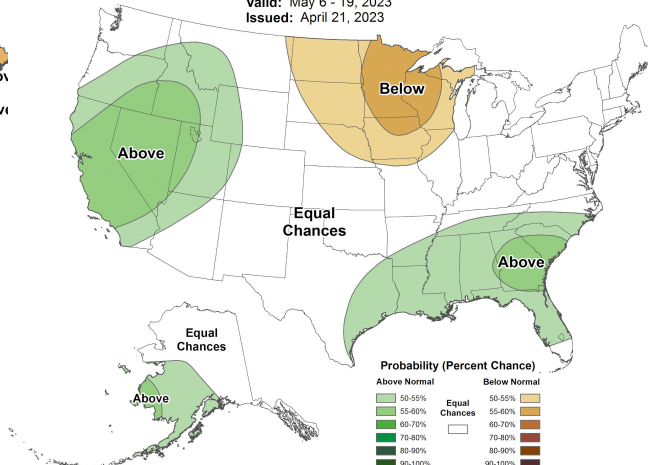 Valid: May 6 - 19, 2023
Issued: April 21, 2023
Below
Above
Equal
Chances
Above
Equal
Chances
Above
Probability (Percent Chance)
Above Normal
Below Normal
Equal
Chances
50-55%
55-60%
60-70%
70-80%
80-90%
90-100%
50-55%
55-60%
60-70%
70-80%
80-90%
90-100%